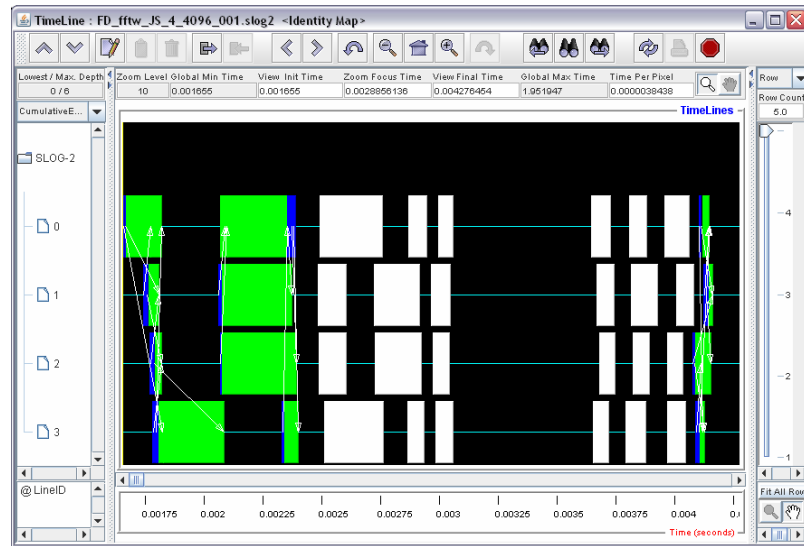 TimeLine : FD_fftw_JS_4_4096_001.slog2 <Identity Map>
Lowest / Max. Depth
0 / 6
Zoom Level
10
Global Min Time
0.001655
View Init Time
0.001655
Zoom Focus Time
0.0028856136
View Final Time
0.004276454
Global Max Time
1.951947
Time Per Pixel
0.0000038438
Row
Row Count
5.0
CumulativeE...
TimeLines
SLOG-2
0
1
2
3
4
3
2
1
@ LineID
Fit All Row
0.00175 0.002 0.00225 0.0025 0.00275 0.003 0.00325 0.0035 0.00375 0.004
Time (seconds)